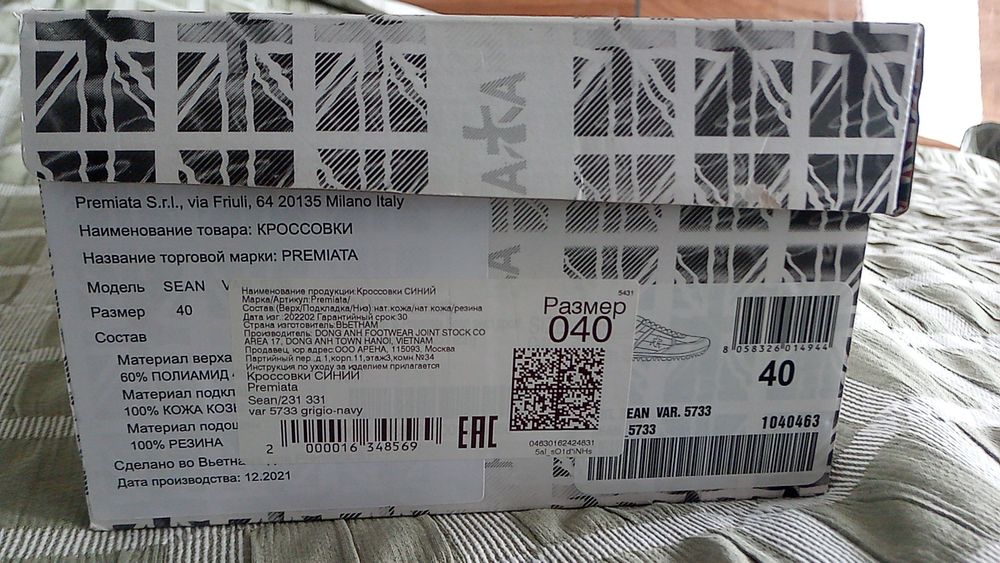 Premiata S.r.l., via Friuli, 64 20135 Milano Italy
Наименование товара: КРОССОВКИ
Название торговой марки: PREMIATA
Модель SEAN
Размер 40
Состав
Материал верха
60% ПОЛИАМИД
Материал
100% КОЖА
Материал
100% РЕЗИНА
Сделано во
Дата производства: 12.2021
Наименование продукции:Кроссовки СИНИЙ
Марка/Артикул:Premiata/
Состав (Верх/Подкладка/Низ):нат.кожа/нат кожа/резина
Дата изг.:202202 Гарантийный срок:30
Страна изготовитель:ВЬЕТНАМ
Производитель: DONG ANH FOOTWEAR JOINT STOCK CO
AREA 17, DONG ANH TOWN HANOI, VIETNAM
Продавец, юр адрес:ООО АРЕНА, 115093, Москва
Партийный пер.,д.1,корп.11,этаж3,комн.№34
Инструкция по уходу за изделием прилагается
Кроссовки СИНИЙ
Premiata
Sean/231 331
var 5733 grigio-navy
2 000016 348569
EAC
5431
Размер
040
04630162424831
8 058326 014944
40
SEAN VAR. 5733
5733
1040463